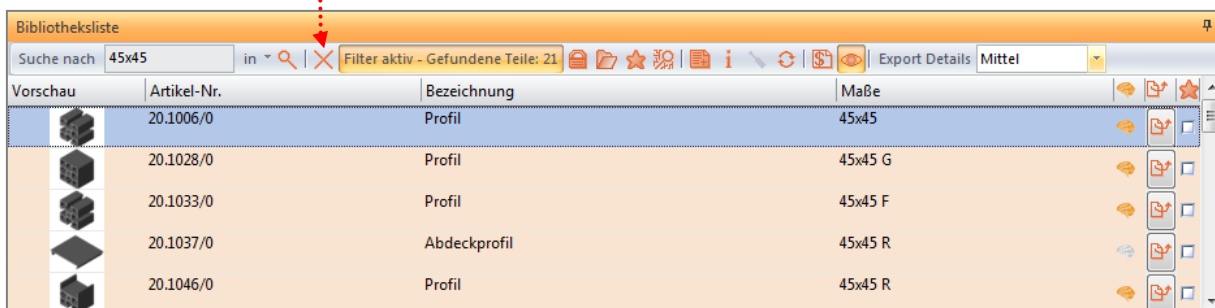 Bibliotheksliste
Suche nach 45x45 in Filter aktiv - Gefundene Teile: 21 Export Details Mittel
Vorschau Artikel-Nr. Bezeichnung Maße
20.1006/0 Profil 45x45
20.1028/0 Profil 45x45 G
20.1033/0 Profil 45x45 F
20.1037/0 Abdeckprofil 45x45 R
20.1046/0 Profil 45x45 R